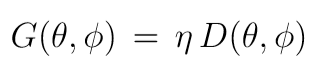 G(θ, ϕ) = η D(θ, ϕ)